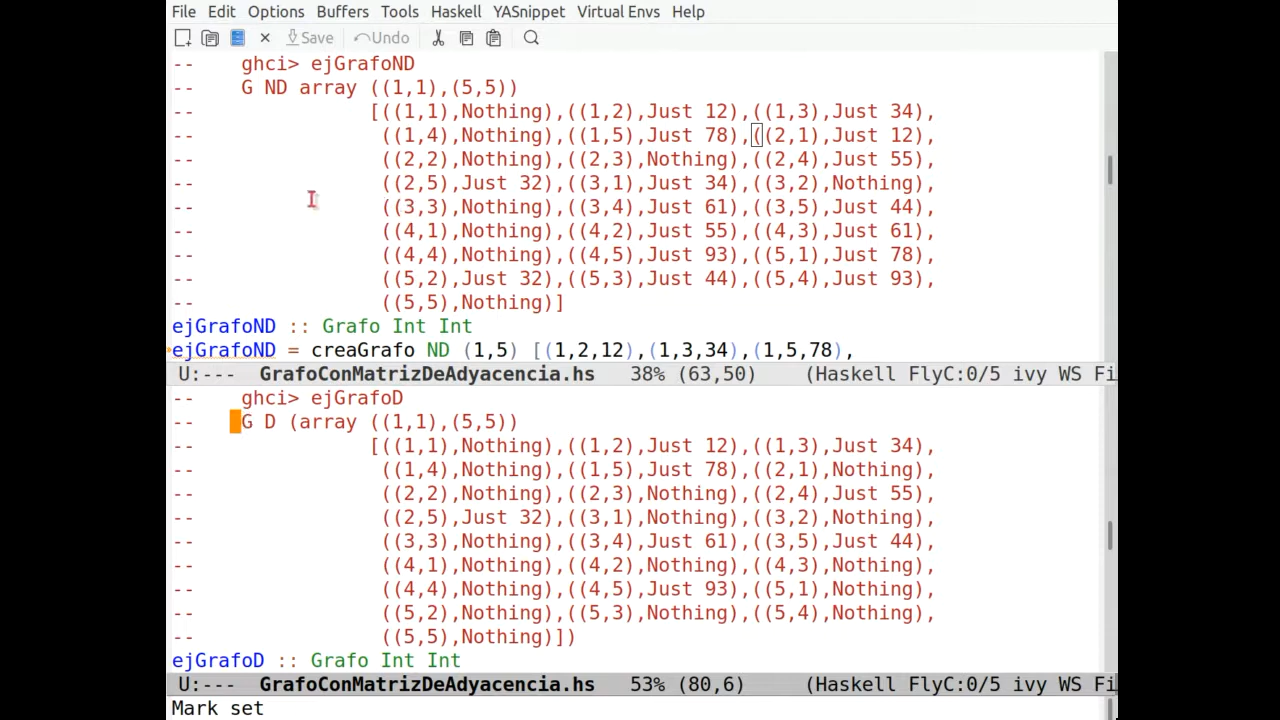 File Edit Options Buffers Tools Haskell YASnippet Virtual Envs Help
Save Undo
-- ghci> ejGrafoND
-- G ND array ((1,1),(5,5))
-- [((1,1),Nothing),((1,2),Just 12),((1,3),Just 34),
-- ((1,4),Nothing),((1,5),Just 78),((2,1),Just 12),
-- ((2,2),Nothing),((2,3),Nothing),((2,4),Just 55),
-- ((2,5),Just 32),((3,1),Just 34),((3,2),Nothing),
-- ((3,3),Nothing),((3,4),Just 61),((3,5),Just 44),
-- ((4,1),Nothing),((4,2),Just 55),((4,3),Just 61),
-- ((4,4),Nothing),((4,5),Just 93),((5,1),Just 78),
-- ((5,2),Just 32),((5,3),Just 44),((5,4),Just 93),
-- ((5,5),Nothing)]
ejGrafoND :: Grafo Int Int
ejGrafoND = creaGrafo ND (1,5) [(1,2,12),(1,3,34),(1,5,78),
U:--- GrafoConMatrizDeAdyacencia.hs 38% (63,50) (Haskell FlyC:0/5 ivy WS Fi
-- ghci> ejGrafoD
-- G D (array ((1,1),(5,5))
-- [((1,1),Nothing),((1,2),Just 12),((1,3),Just 34),
-- ((1,4),Nothing),((1,5),Just 78),((2,1),Nothing),
-- ((2,2),Nothing),((2,3),Nothing),((2,4),Just 55),
-- ((2,5),Just 32),((3,1),Nothing),((3,2),Nothing),
-- ((3,3),Nothing),((3,4),Just 61),((3,5),Just 44),
-- ((4,1),Nothing),((4,2),Nothing),((4,3),Nothing),
-- ((4,4),Nothing),((4,5),Just 93),((5,1),Nothing),
-- ((5,2),Nothing),((5,3),Nothing),((5,4),Nothing),
-- ((5,5),Nothing)])
ejGrafoD :: Grafo Int Int
U:--- GrafoConMatrizDeAdyacencia.hs 53% (80,6) (Haskell FlyC:0/5 ivy WS Fi
Mark set